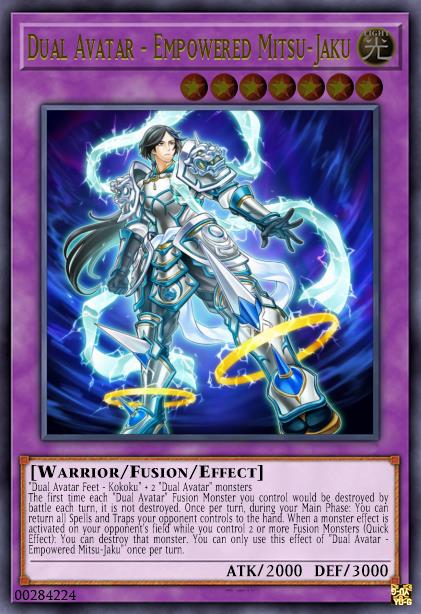 Dual Avatar - Empowered Mitsu-Jaku
LIGHT
光
[Warrior/Fusion/Effect]
"Dual Avatar Feet - Kokoku" + 2 "Dual Avatar" monsters
The first time each "Dual Avatar" Fusion Monster you control would be destroyed by
battle each turn, it is not destroyed. Once per turn, during your Main Phase: You can
return all Spells and Traps your opponent controls to the hand. When a monster effect is
activated on your opponent's field while you control 2 or more Fusion Monsters (Quick
Effect): You can destroy that monster. You can only use this effect of "Dual Avatar -
Empowered Mitsu-Jaku" once per turn.
ATK/2000 DEF/3000
00284224